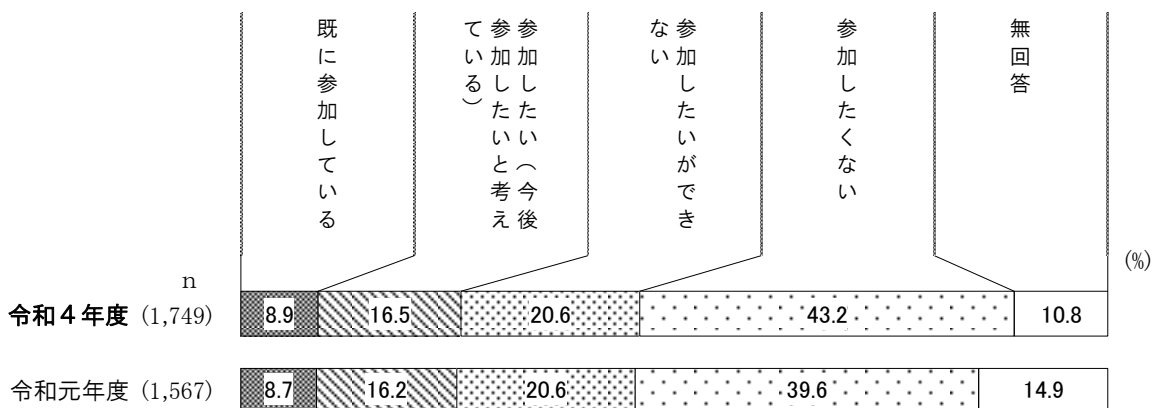 既に参加している
参加したい（今後
参加したいと考え
ている）
参加したいができ
ない
参加したくない
無回答
(%)
n
令和４年度 (1,749)
8.9
16.5
20.6
43.2
10.8
令和元年度 (1,567)
8.7
16.2
20.6
39.6
14.9